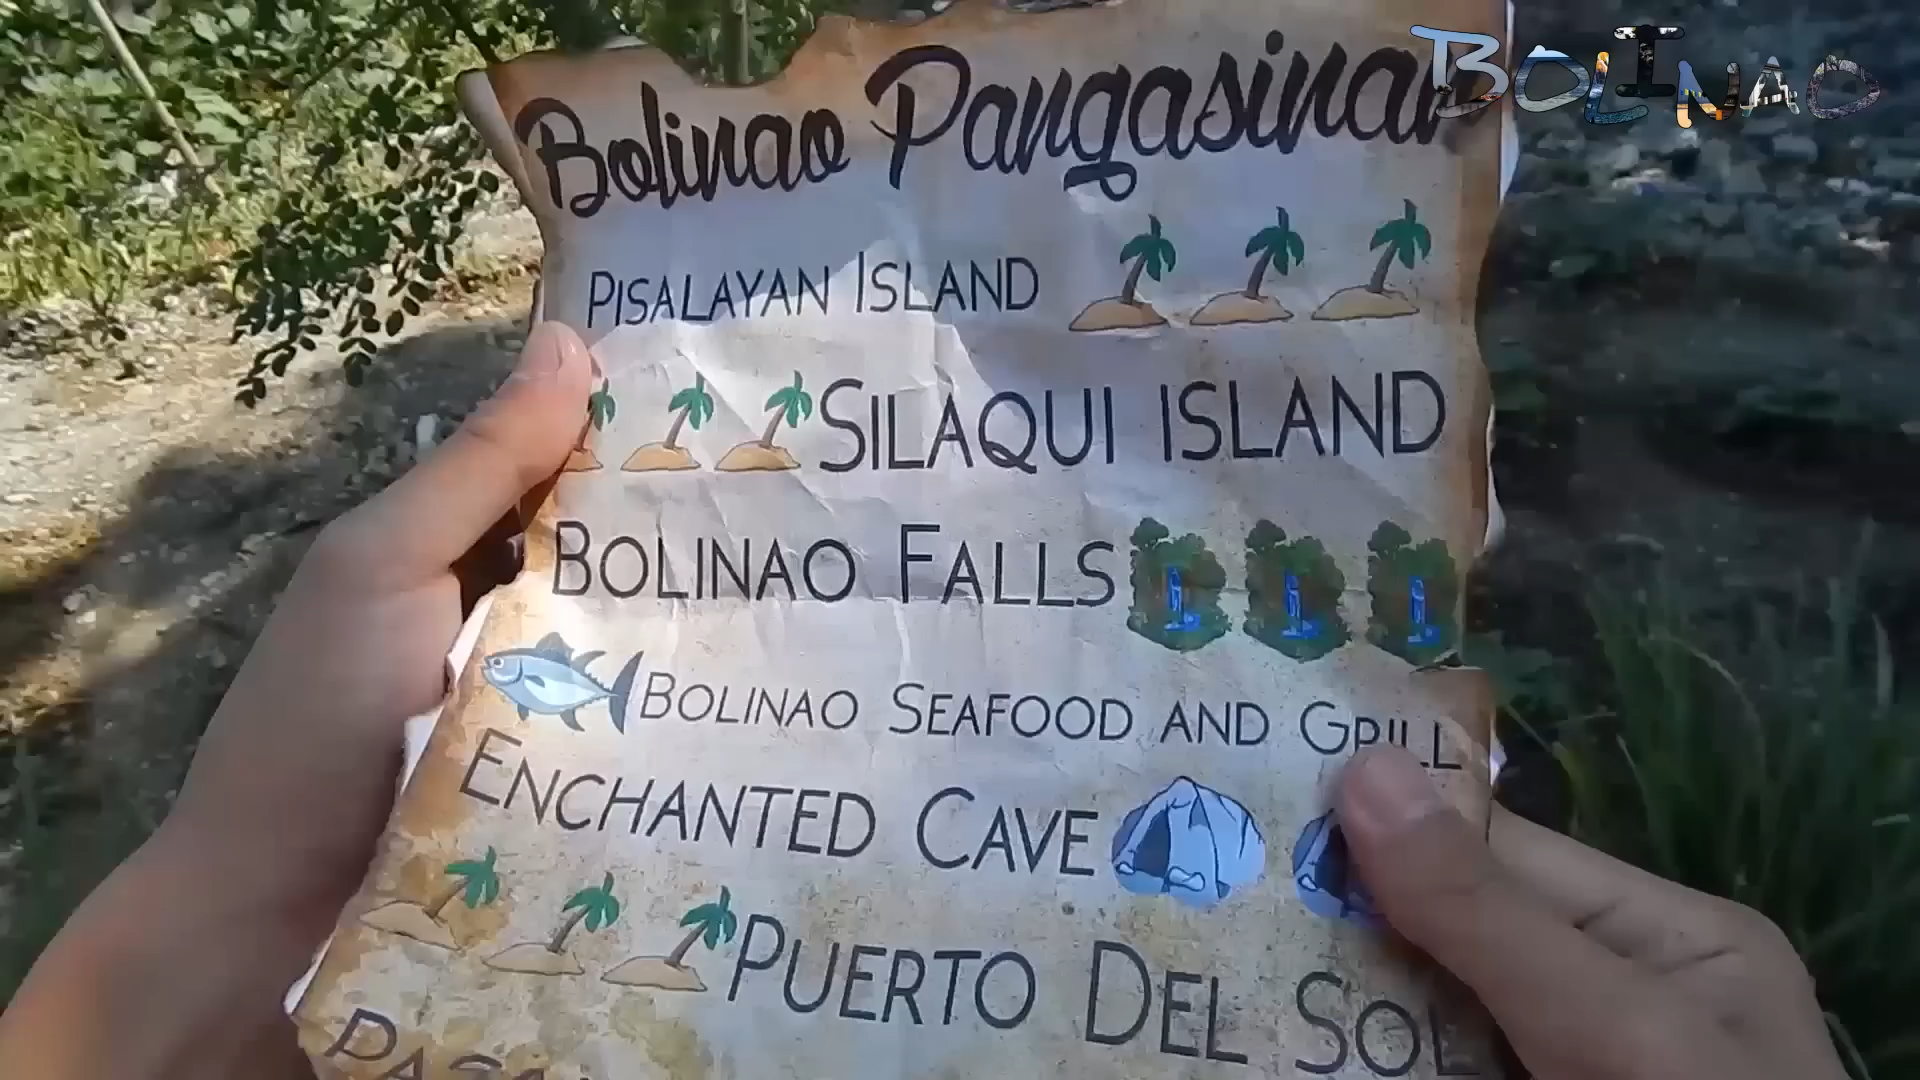 BOLINAO
Bolinao Pangasinan
PISALAYAN ISLAND
SILAQUI ISLAND
BOLINAO FALLS
BOLINAO SEAFOOD AND GRILL
ENCHANTED CAVE
PUERTO DEL SOL